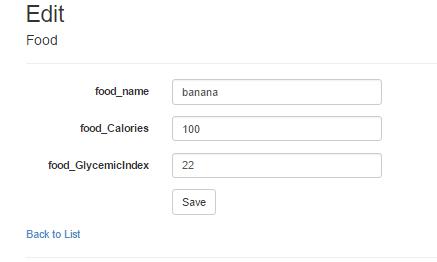 Edit
Food
food_name banana
food_Calories 100
food_GlycemicIndex 22
Save
Back to List